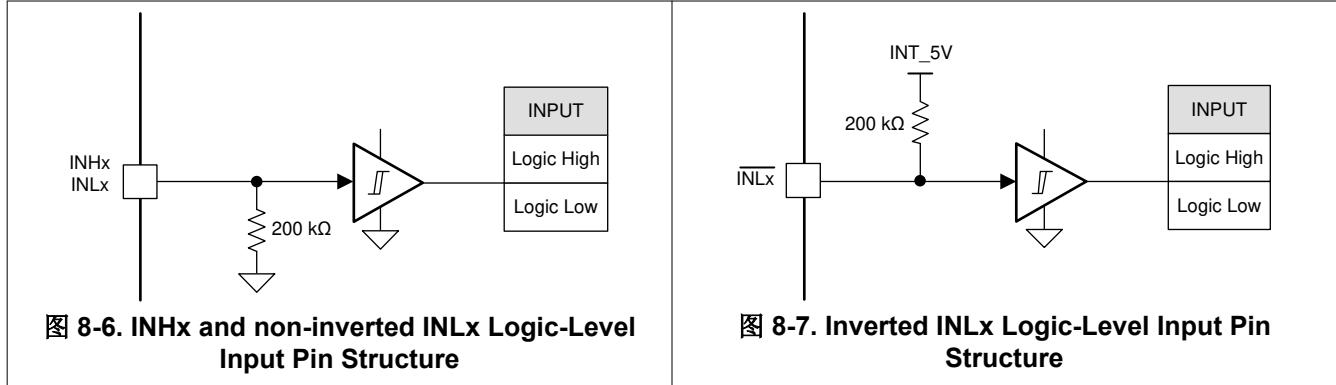 INHx
INLx
200 kΩ
INPUT
Logic High
Logic Low
图 8-6. INHx and non-inverted INLx Logic-Level
Input Pin Structure
INT_5V
200 kΩ
I̅N̅L̅x̅
INPUT
Logic High
Logic Low
图 8-7. Inverted INLx Logic-Level Input Pin
Structure